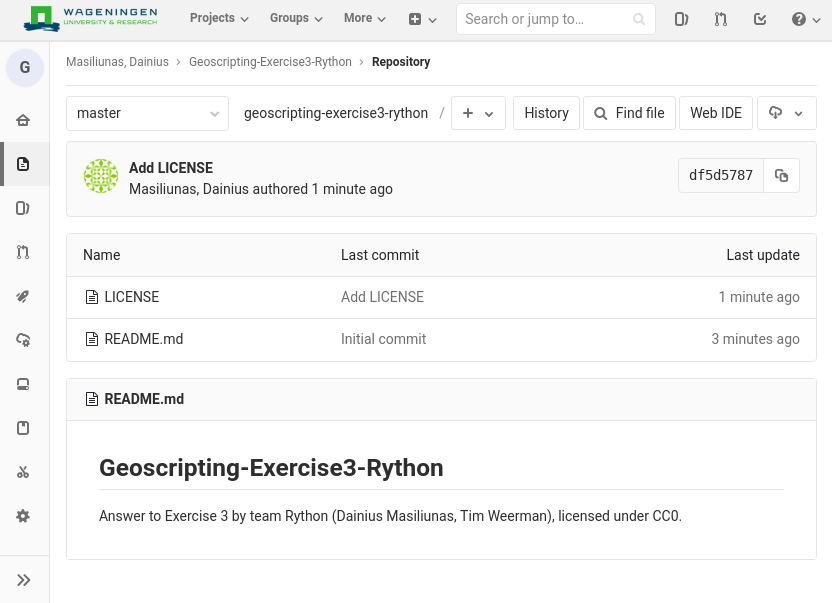 WAGENINGEN
UNIVERSITY & RESEARCH
Projects Groups More Search or jump to...
G
Masiliunas, Dainius › Geoscripting-Exercise3-Rython › Repository
master geoscripting-exercise3-rython / + History Find file Web IDE
Add LICENSE
Masiliunas, Dainius authored 1 minute ago
df5d5787
Name Last commit Last update
LICENSE Add LICENSE 1 minute ago
README.md Initial commit 3 minutes ago
README.md
Geoscripting-Exercise3-Rython
Answer to Exercise 3 by team Rython (Dainius Masiliunas, Tim Weerman), licensed under CC0.